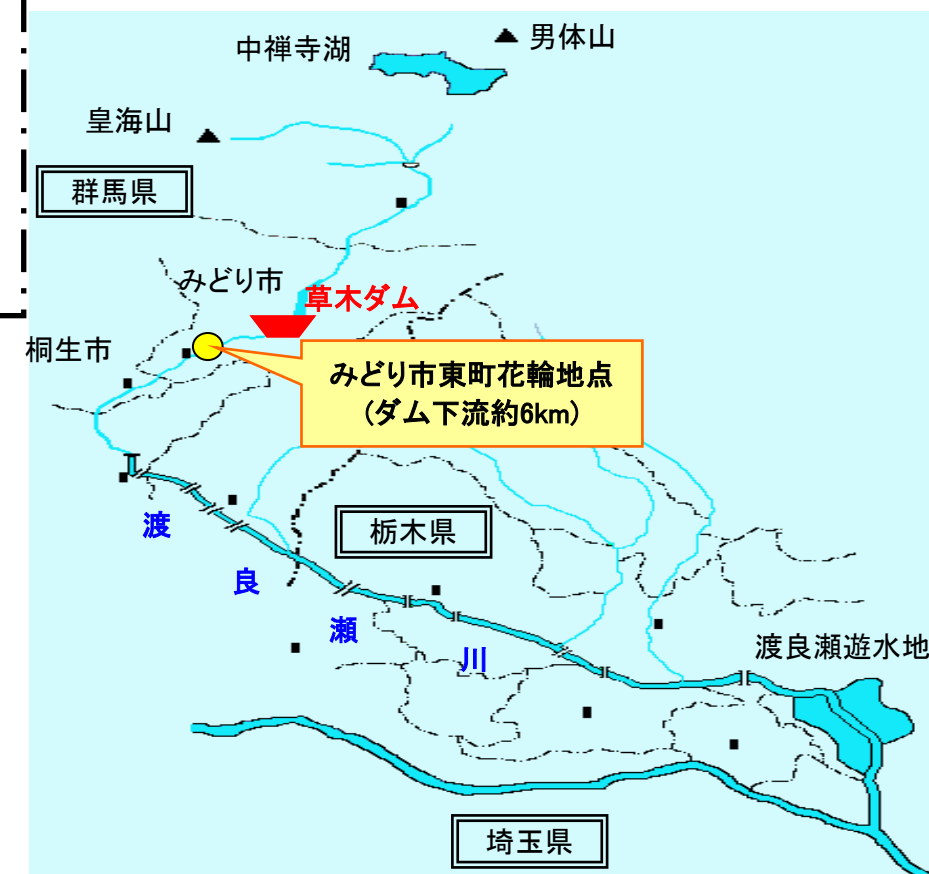 男体山
中禅寺湖
皇海山
群馬県
みどり市
草木ダム
桐生市
みどり市東町花輪地点
(ダム下流約6km)
渡
良
瀬
川
栃木県
渡良瀬遊水地
埼玉県